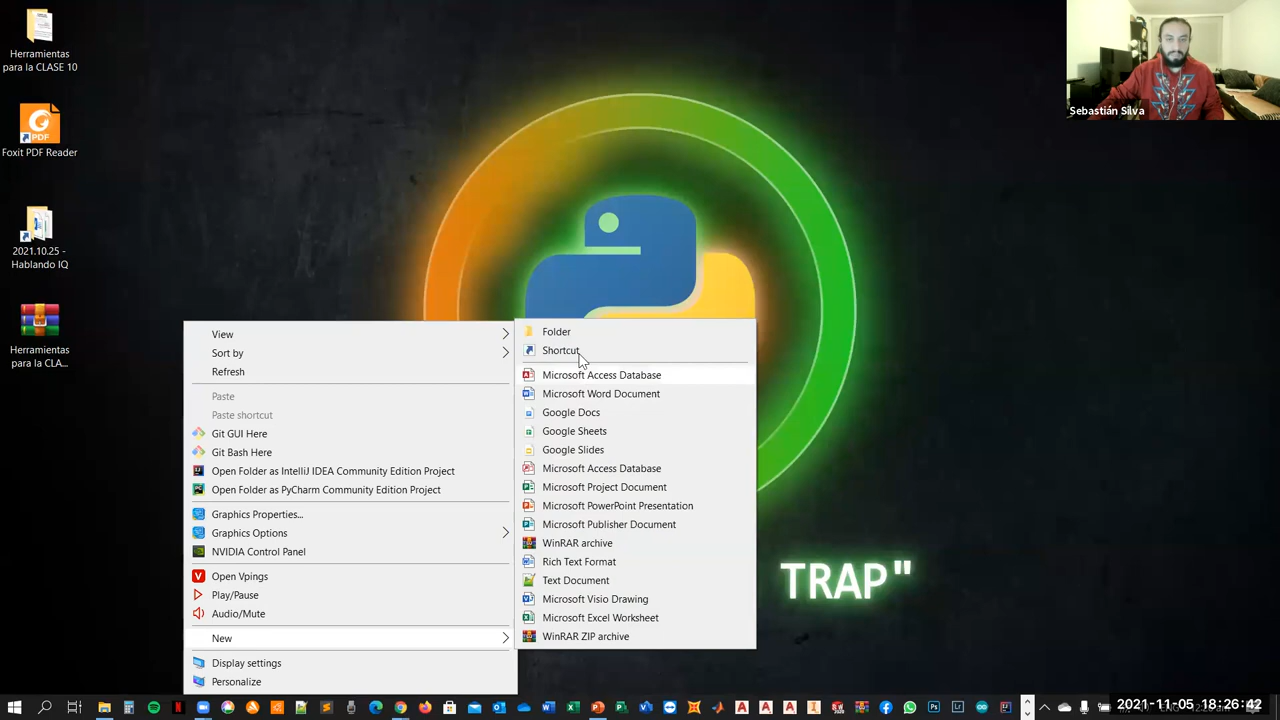 Herramientas
para la CLASE 10
Foxit PDF Reader
2021.10.25 -
Hablando IQ
Herramientas
para la CLA...
Sebastián Silva
View
Sort by
Refresh
Paste
Paste shortcut
Git GUI Here
Git Bash Here
Open Folder as IntelliJ IDEA Community Edition Project
Open Folder as PyCharm Community Edition Project
Graphics Properties...
Graphics Options
NVIDIA Control Panel
Open Vpings
Play/Pause
Audio/Mute
New
Display settings
Personalize
Folder
Shortcut
Microsoft Access Database
Microsoft Word Document
Google Docs
Google Sheets
Google Slides
Microsoft Access Database
Microsoft Project Document
Microsoft PowerPoint Presentation
Microsoft Publisher Document
WinRAR archive
Rich Text Format
Text Document
Microsoft Visio Drawing
Microsoft Excel Worksheet
WinRAR ZIP archive
TRAP"
2021-11-05 18:26:42